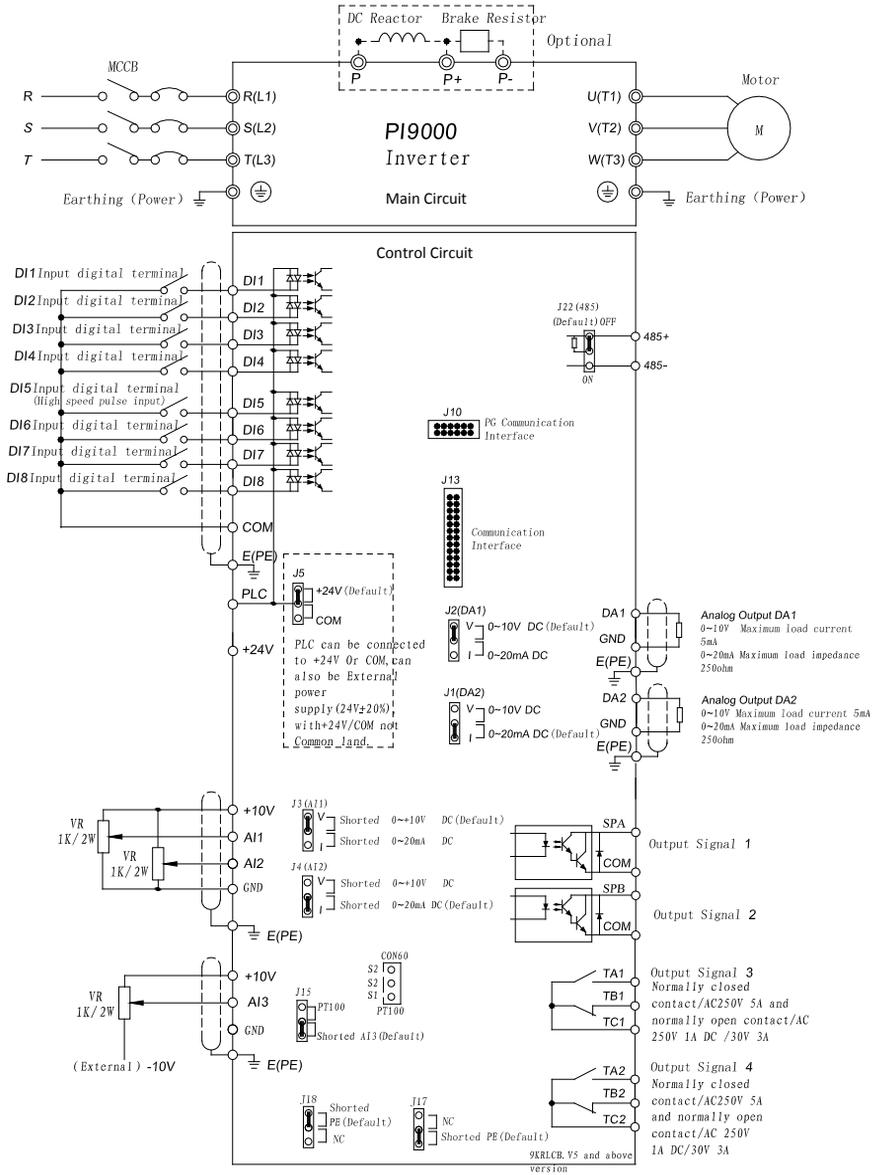 DC Reactor Brake Resistor
Optional
P P+ P-
MCCB
Motor
R R(L1) U(T1)
S S(L2) V(T2) M
T T(L3) W(T3)
PI9000
Inverter
Main Circuit
Earthing (Power) Earthing (Power)
Control Circuit
DI1 Input digital terminal DI1
DI2 Input digital terminal DI2
DI3 Input digital terminal DI3
DI4 Input digital terminal DI4
DI5 Input digital terminal
(High speed pulse input) DI5
DI6 Input digital terminal DI6
DI7 Input digital terminal DI7
DI8 Input digital terminal DI8
COM
E(PE)
PLC
+24V
J22(485)
(Default) OFF
485+
485-
ON
J10
PG Communication
Interface
J13
Communication
Interface
J5
+24V(Default)
COM
PLC can be connected
to +24V Or COM, can
also be External
power
supply(24V±20%),
with+24V/COM not
Common land.
J2(DA1)
V 0~10V DC(Default)
I 0~20mA DC
J1(DA2)
V 0~10V DC
I 0~20mA DC(Default)
DA1
GND
E(PE)
Analog Output DA1
0~10V Maximum load current
5mA
0~20mA Maximum load impedance
250ohm
DA2
GND
E(PE)
Analog Output DA2
0~10V Maximum load current 5mA
0~20mA Maximum load impedance
250ohm
VR
1K/2W
VR
1K/2W
+10V
AI1
AI2
GND
E(PE)
J3(AI1)
V Shorted 0~+10V DC(Default)
I Shorted 0~20mA DC
J4(AI2)
V Shorted 0~+10V DC
I Shorted 0~20mA DC(Default)
SPA
COM
Output Signal 1
SPB
COM
Output Signal 2
VR
1K/2W
(External) -10V
+10V
AI3
GND
E(PE)
CON60
S2
S2
S1
PT100
J15
PT100
Shorted AI3(Default)
TA1
TB1
TC1
Output Signal 3
Normally closed
contact/AC250V 5A and
normally open contact/AC
250V 1A DC /30V 3A
TA2
TB2
TC2
Output Signal 4
Normally closed
contact/AC250V 5A
and normally open
contact/AC 250V
1A DC/30V 3A
J18
Shorted
PE(Default)
NC
J17
NC
Shorted PE(Default)
9KRLCB.V5 and above
version